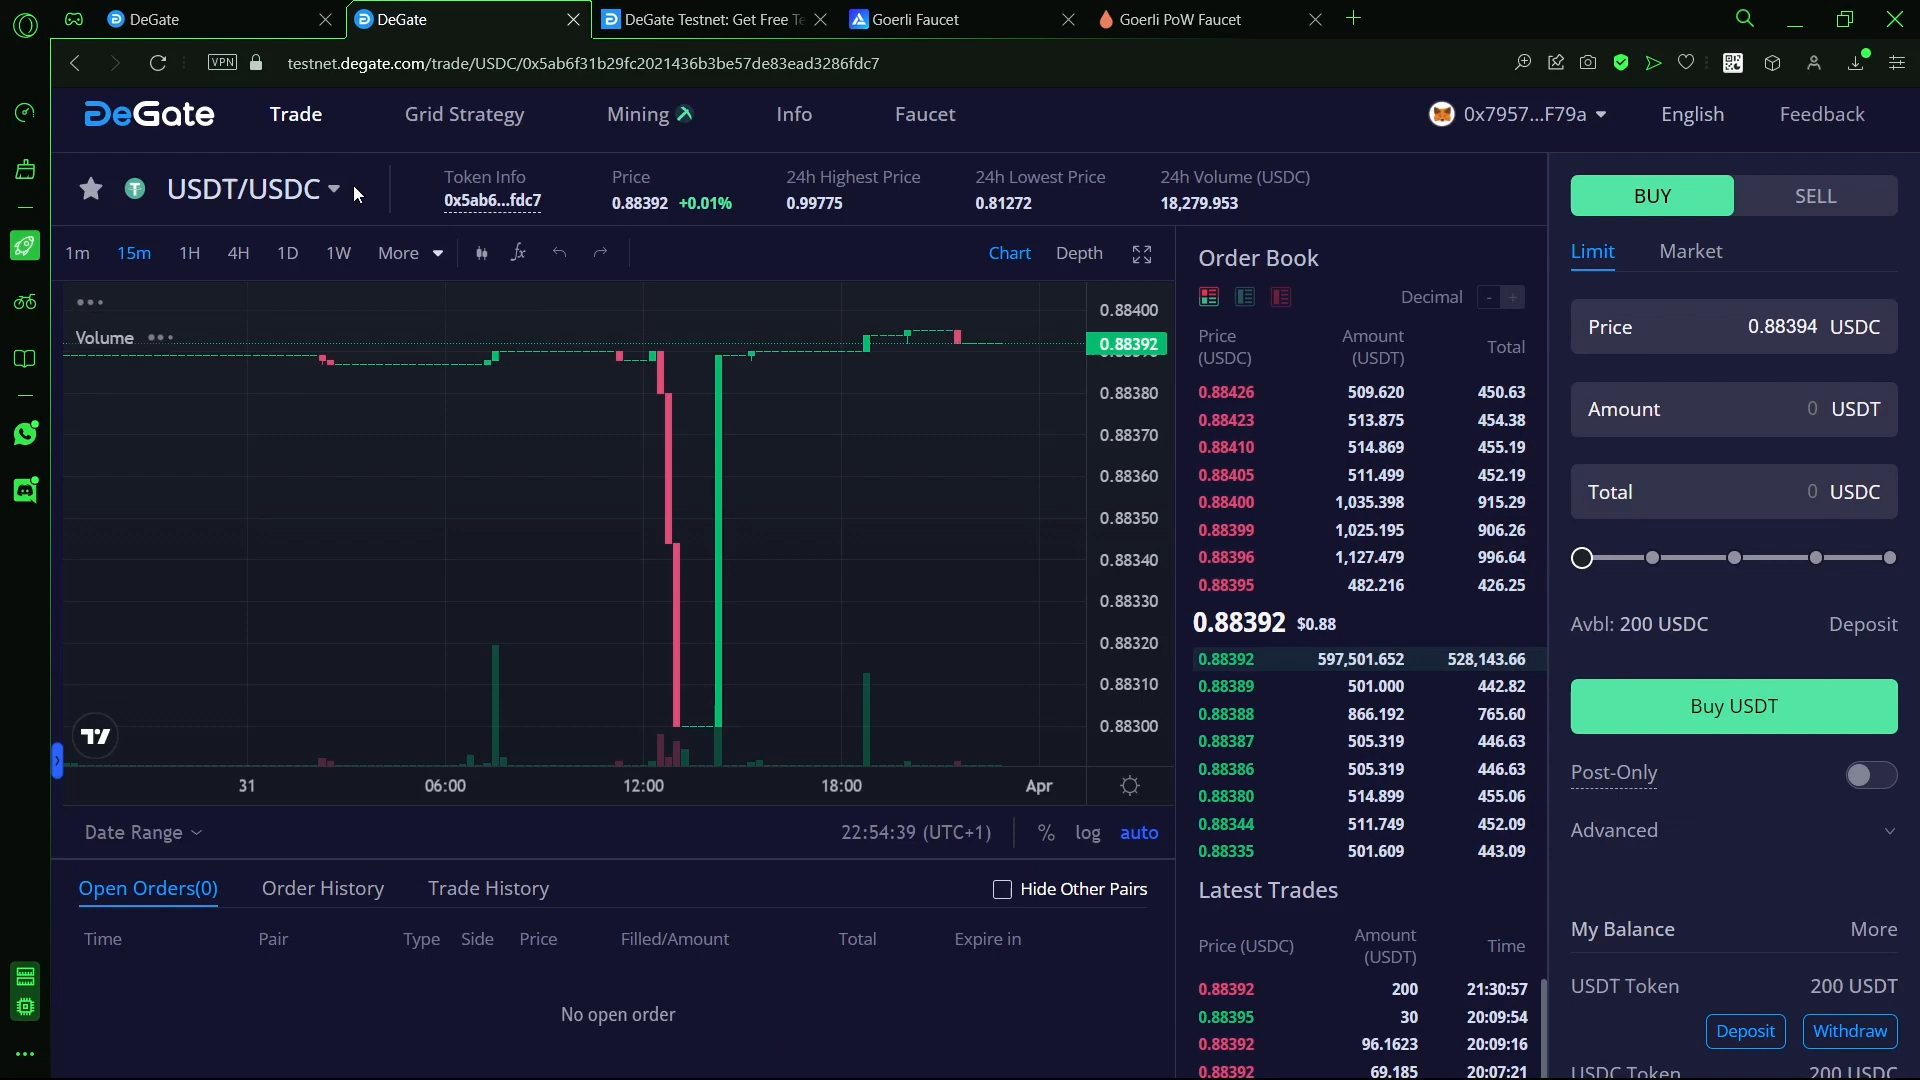 DeGate
DeGate
DeGate Testnet: Get Free Te
Goerli Faucet
Goerli PoW Faucet
VPN
testnet.degate.com/trade/USDC/0x5ab6f31b29fc2021436b3be57de83ead3286fdc7
DeGate
Trade
Grid Strategy
Mining
Info
Faucet
0x7957...F79a
English
Feedback
USDT/USDC
Token Info
0x5ab6...fdc7
Price
0.88392 +0.01%
24h Highest Price
0.99775
24h Lowest Price
0.81272
24h Volume (USDC)
18,279.953
1m 15m 1H 4H 1D 1W More
Chart Depth
Volume
0.88400
0.88392
0.88380
0.88370
0.88360
0.88350
0.88340
0.88330
0.88320
0.88310
0.88300
31 06:00 12:00 18:00 Apr
Date Range
22:54:39 (UTC+1)
% log auto
Open Orders(0) Order History Trade History
Hide Other Pairs
Time Pair Type Side Price Filled/Amount Total Expire in
No open order
Order Book
Decimal - +
Price (USDC) Amount (USDT) Total
0.88426 509.620 450.63
0.88423 513.875 454.38
0.88410 514.869 455.19
0.88405 511.499 452.19
0.88400 1,035.398 915.29
0.88399 1,025.195 906.26
0.88396 1,127.479 996.64
0.88395 482.216 426.25
0.88392 $0.88
0.88392 597,501.652 528,143.66
0.88389 501.000 442.82
0.88388 866.192 765.60
0.88387 505.319 446.63
0.88386 505.319 446.63
0.88380 514.899 455.06
0.88344 511.749 452.09
0.88335 501.609 443.09
Latest Trades
Price (USDC) Amount (USDT) Time
0.88392 200 21:30:57
0.88395 30 20:09:54
0.88392 96.1623 20:09:16
0.88392 69.185 20:07:21
BUY SELL
Limit Market
Price 0.88394 USDC
Amount 0 USDT
Total 0 USDC
Avbl: 200 USDC Deposit
Buy USDT
Post-Only
Advanced
My Balance More
USDT Token 200 USDT
Deposit Withdraw
USDC Token 200 USDC